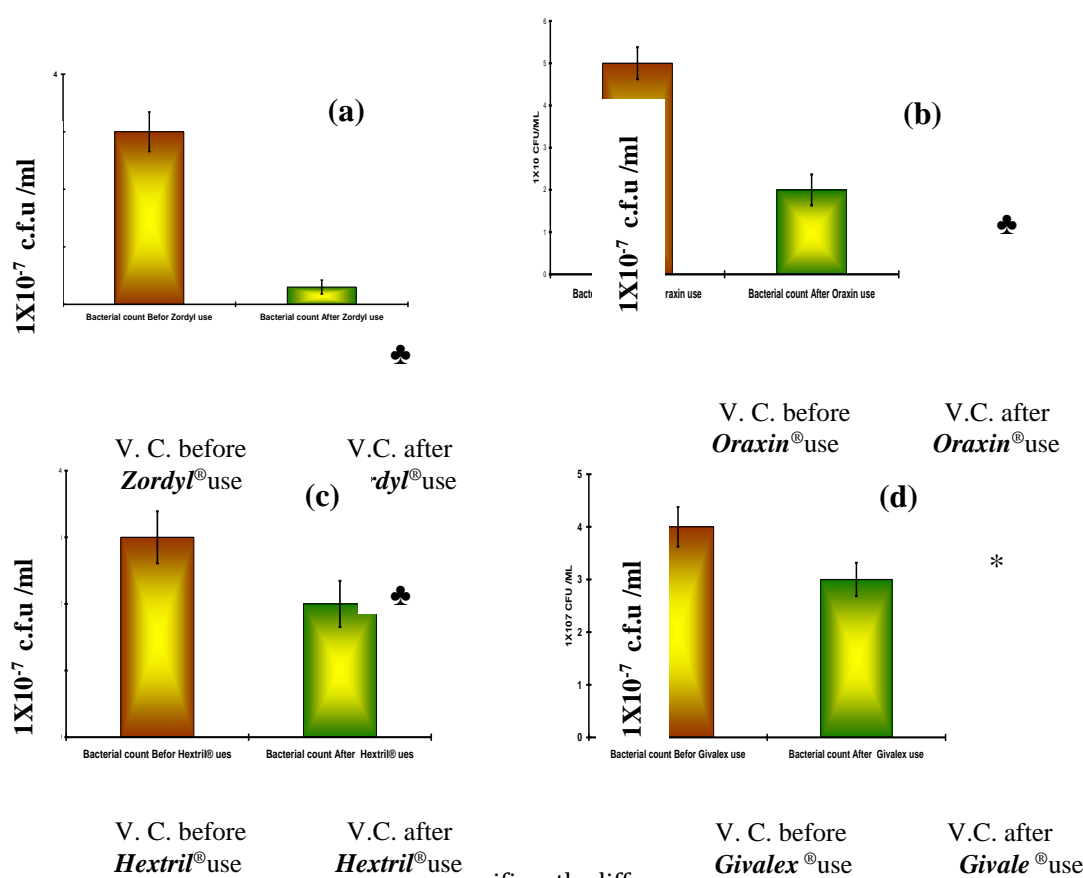 4
(a)
1X10-7 c.f.u /ml
Bacterial count Befor Zordyl use
Bacterial count After Zordyl use
♣
V. C. before
Zordyl®use
V.C. after
rdyl®use
6
5
4
3
2
1
0
(b)
1X10 CFU/ML
1X10-7 c.f.u /ml
Bacte
raxin use
Bacterial count After Oraxin use
♣
V. C. before
Oraxin®use
V.C. after
Oraxin®use
4
(c)
1X10-7 c.f.u /ml
♣
Bacterial count Befor Hextril® ues
Bacterial count After Hextril® ues
V. C. before
Hextril®use
V.C. after
Hextril®use
5
4
3
2
1
0
(d)
1X107 CFU /ML
1X10-7 c.f.u /ml
*
Bacterial count Befor Givalex use
Bacterial count After Givalex use
V. C. before
Givalex ®use
V.C. after
Givale ®use